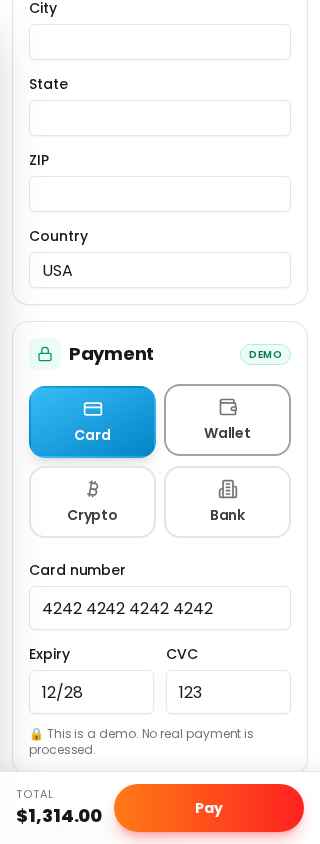 City
State
ZIP
Country
USA
Payment
DEMO
Card
Wallet
Crypto
Bank
Card number
4242 4242 4242 4242
Expiry
CVC
12/28
123
🔒 This is a demo. No real payment is
processed.
TOTAL
$1,314.00
Pay